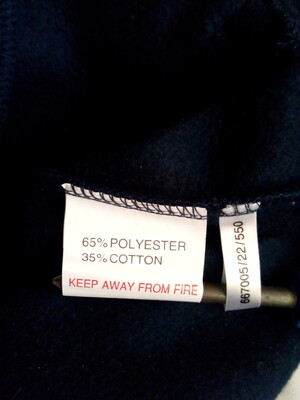 65% POLYESTER
35% COTTON
KEEP AWAY FROM FIRE
667005/22/550